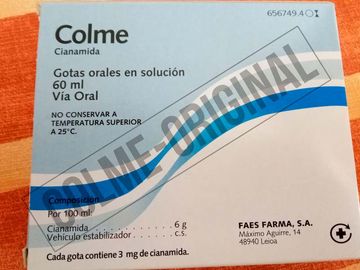 656749.4
Colme
Cianamida
Gotas orales en solución
60 ml
Vía Oral
NO CONSERVAR A
TEMPERATURA SUPERIOR
A 25°C.
COLME-ORIGINAL
Composición
Por 100 ml:
Cianamida . . . . . . . . . . . . . . . 6 g
Vehículo estabilizador . . . . . . c.s.
Cada gota contiene 3 mg de cianamida.
FAES FARMA, S.A.
Máximo Aguirre, 14
48940 Leioa